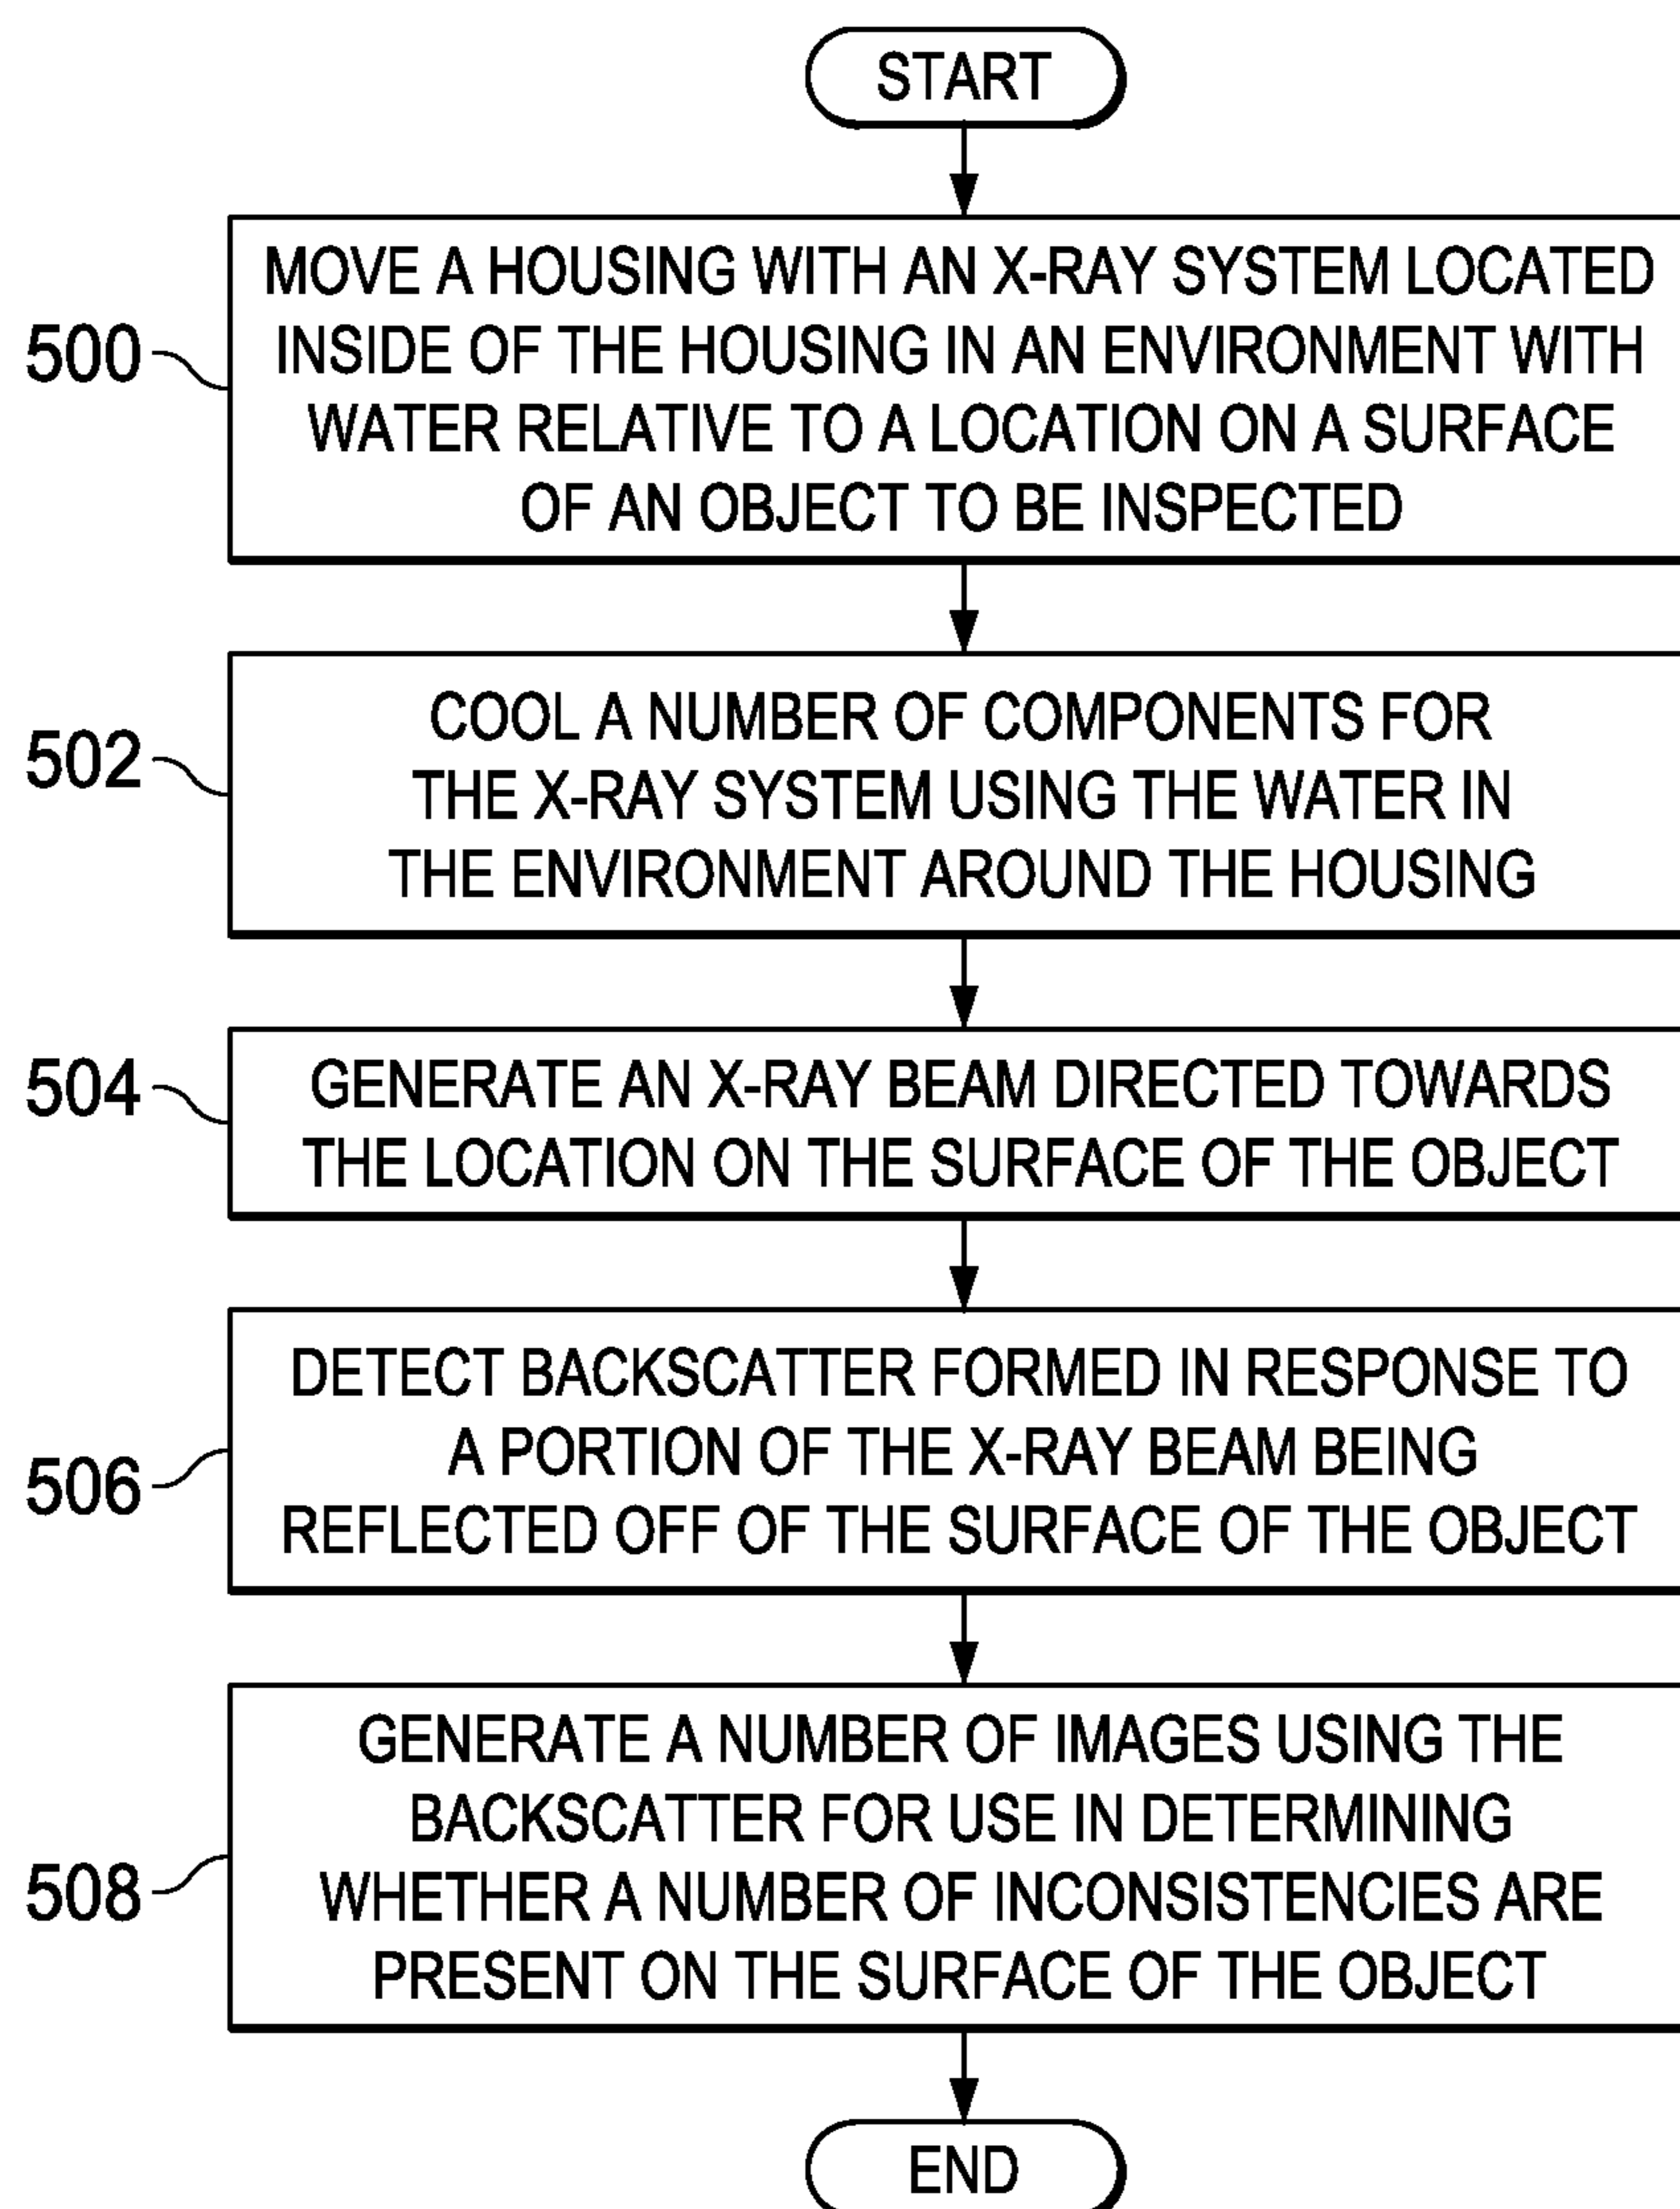 START
500
MOVE A HOUSING WITH AN X-RAY SYSTEM LOCATED
INSIDE OF THE HOUSING IN AN ENVIRONMENT WITH
WATER RELATIVE TO A LOCATION ON A SURFACE
OF AN OBJECT TO BE INSPECTED
502
COOL A NUMBER OF COMPONENTS FOR
THE X-RAY SYSTEM USING THE WATER IN
THE ENVIRONMENT AROUND THE HOUSING
504
GENERATE AN X-RAY BEAM DIRECTED TOWARDS
THE LOCATION ON THE SURFACE OF THE OBJECT
506
DETECT BACKSCATTER FORMED IN RESPONSE TO
A PORTION OF THE X-RAY BEAM BEING
REFLECTED OFF OF THE SURFACE OF THE OBJECT
508
GENERATE A NUMBER OF IMAGES USING THE
BACKSCATTER FOR USE IN DETERMINING
WHETHER A NUMBER OF INCONSISTENCIES ARE
PRESENT ON THE SURFACE OF THE OBJECT
END